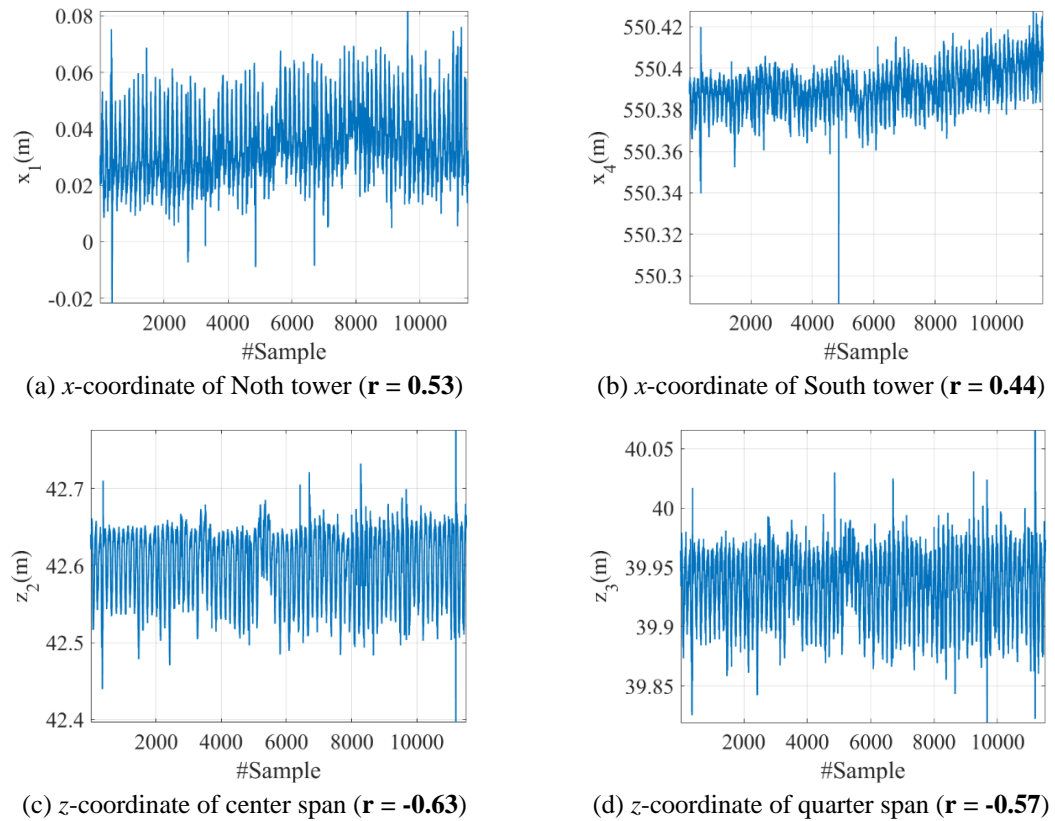 0.08
0.06
0.04
0.02
0
-0.02
x_1(m)
2000 4000 6000 8000 10000
#Sample
(a) x-coordinate of Noth tower (r = 0.53)
550.42
550.4
550.38
550.36
550.34
550.32
550.3
x_4(m)
2000 4000 6000 8000 10000
#Sample
(b) x-coordinate of South tower (r = 0.44)
42.7
42.6
42.5
42.4
z_2(m)
2000 4000 6000 8000 10000
#Sample
(c) z-coordinate of center span (r = -0.63)
40.05
40
39.95
39.9
39.85
z_3(m)
2000 4000 6000 8000 10000
#Sample
(d) z-coordinate of quarter span (r = -0.57)